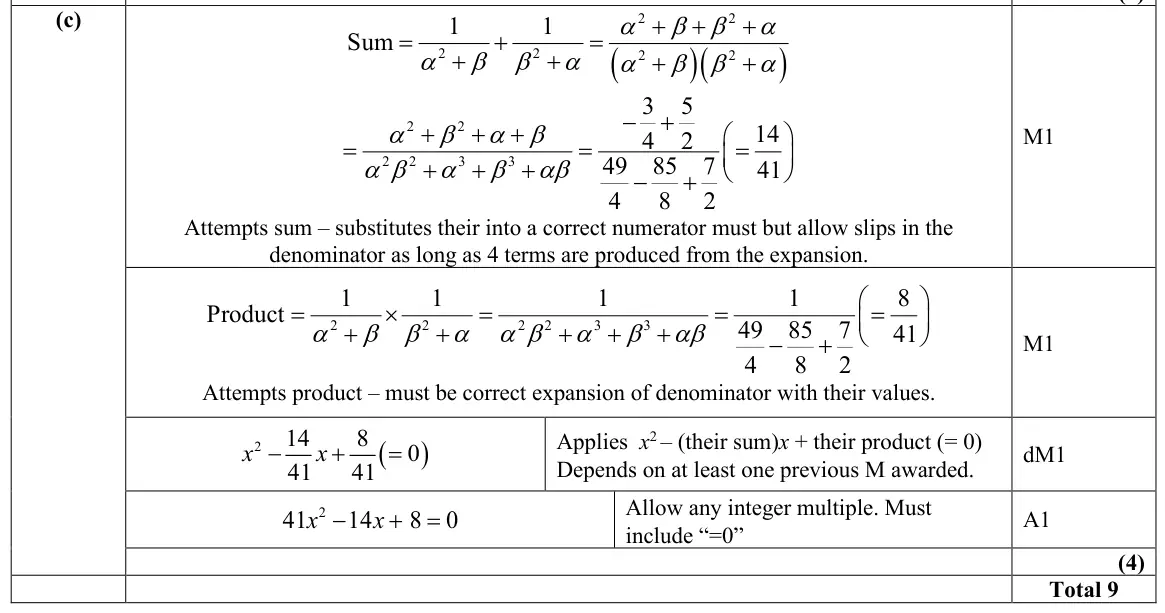 (c)
Sum = 1/(α² + β) + 1/(β² + α) = (α² + β + β² + α)/((α² + β)(β² + α))
= (α² + β² + α + β)/(α²β² + α³ + β³ + αβ) = (−3/4 + 5/2)/(49/4 − 85/8 + 7/2) (= 14/41)
M1
Attempts sum – substitutes their into a correct numerator must but allow slips in the
denominator as long as 4 terms are produced from the expansion.
Product = 1/(α² + β) × 1/(β² + α) = 1/(α²β² + α³ + β³ + αβ) = 1/(49/4 − 85/8 + 7/2) (= 8/41)
M1
Attempts product – must be correct expansion of denominator with their values.
x² − 14/41 x + 8/41 (= 0)
Applies x² – (their sum)x + their product (= 0)
Depends on at least one previous M awarded.
dM1
41x² −14x + 8 = 0
Allow any integer multiple. Must
include “=0”
A1
(4)
Total 9